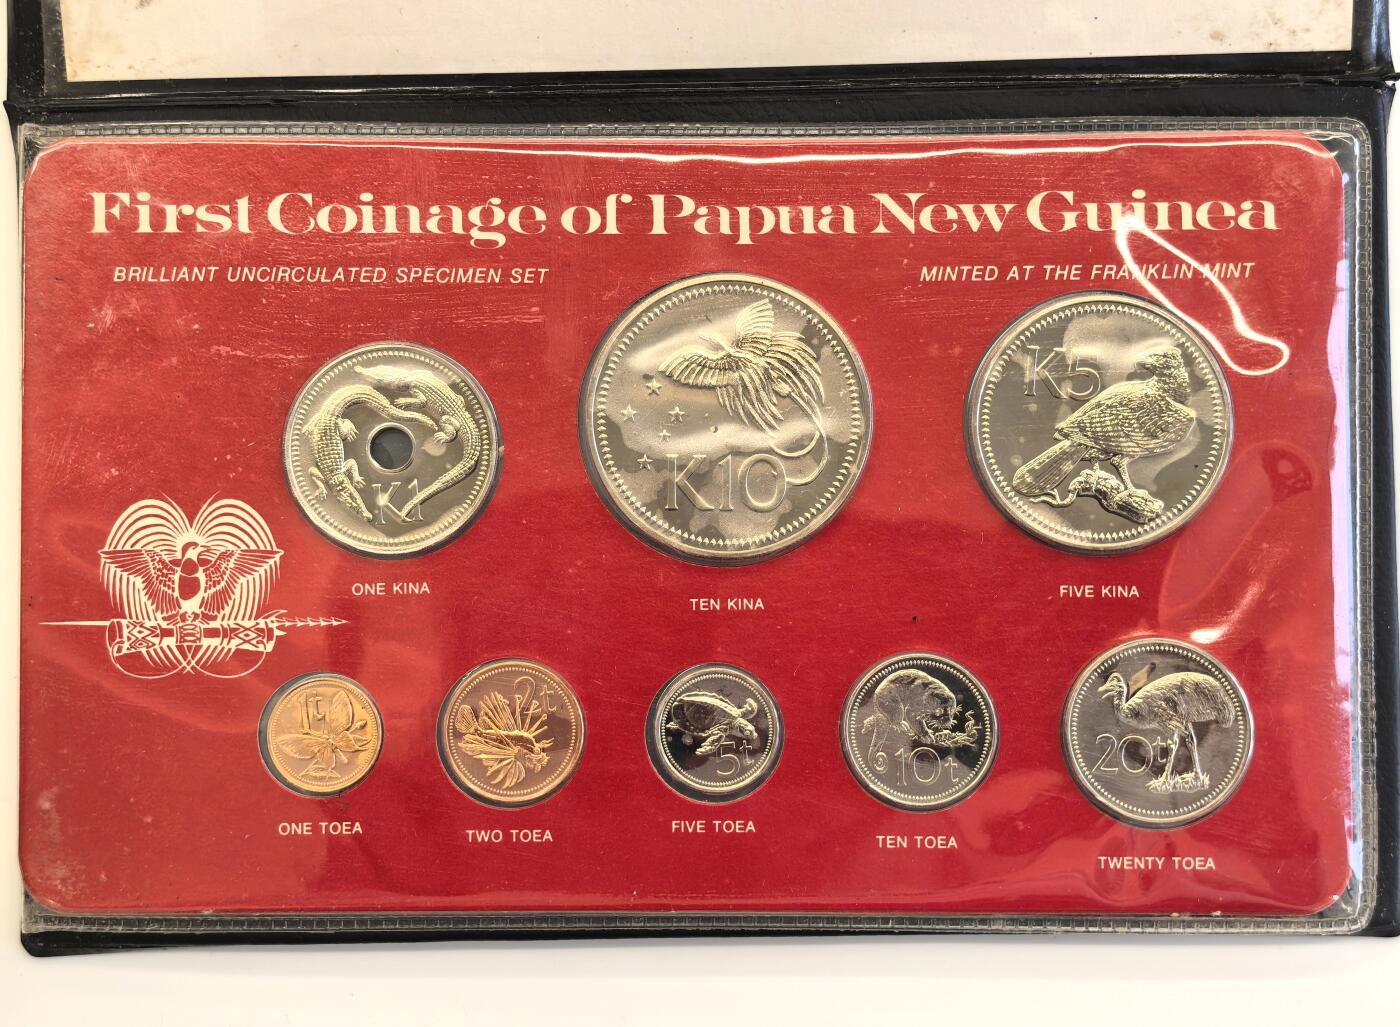 First Coinage of Papua New Guinea
BRILLIANT UNCIRCULATED SPECIMEN SET
MINTED AT THE FRANKLIN MINT
K1
K10
K5
ONE KINA
TEN KINA
FIVE KINA
1t
2t
5t
10t
20t
ONE TOEA
TWO TOEA
FIVE TOEA
TEN TOEA
TWENTY TOEA